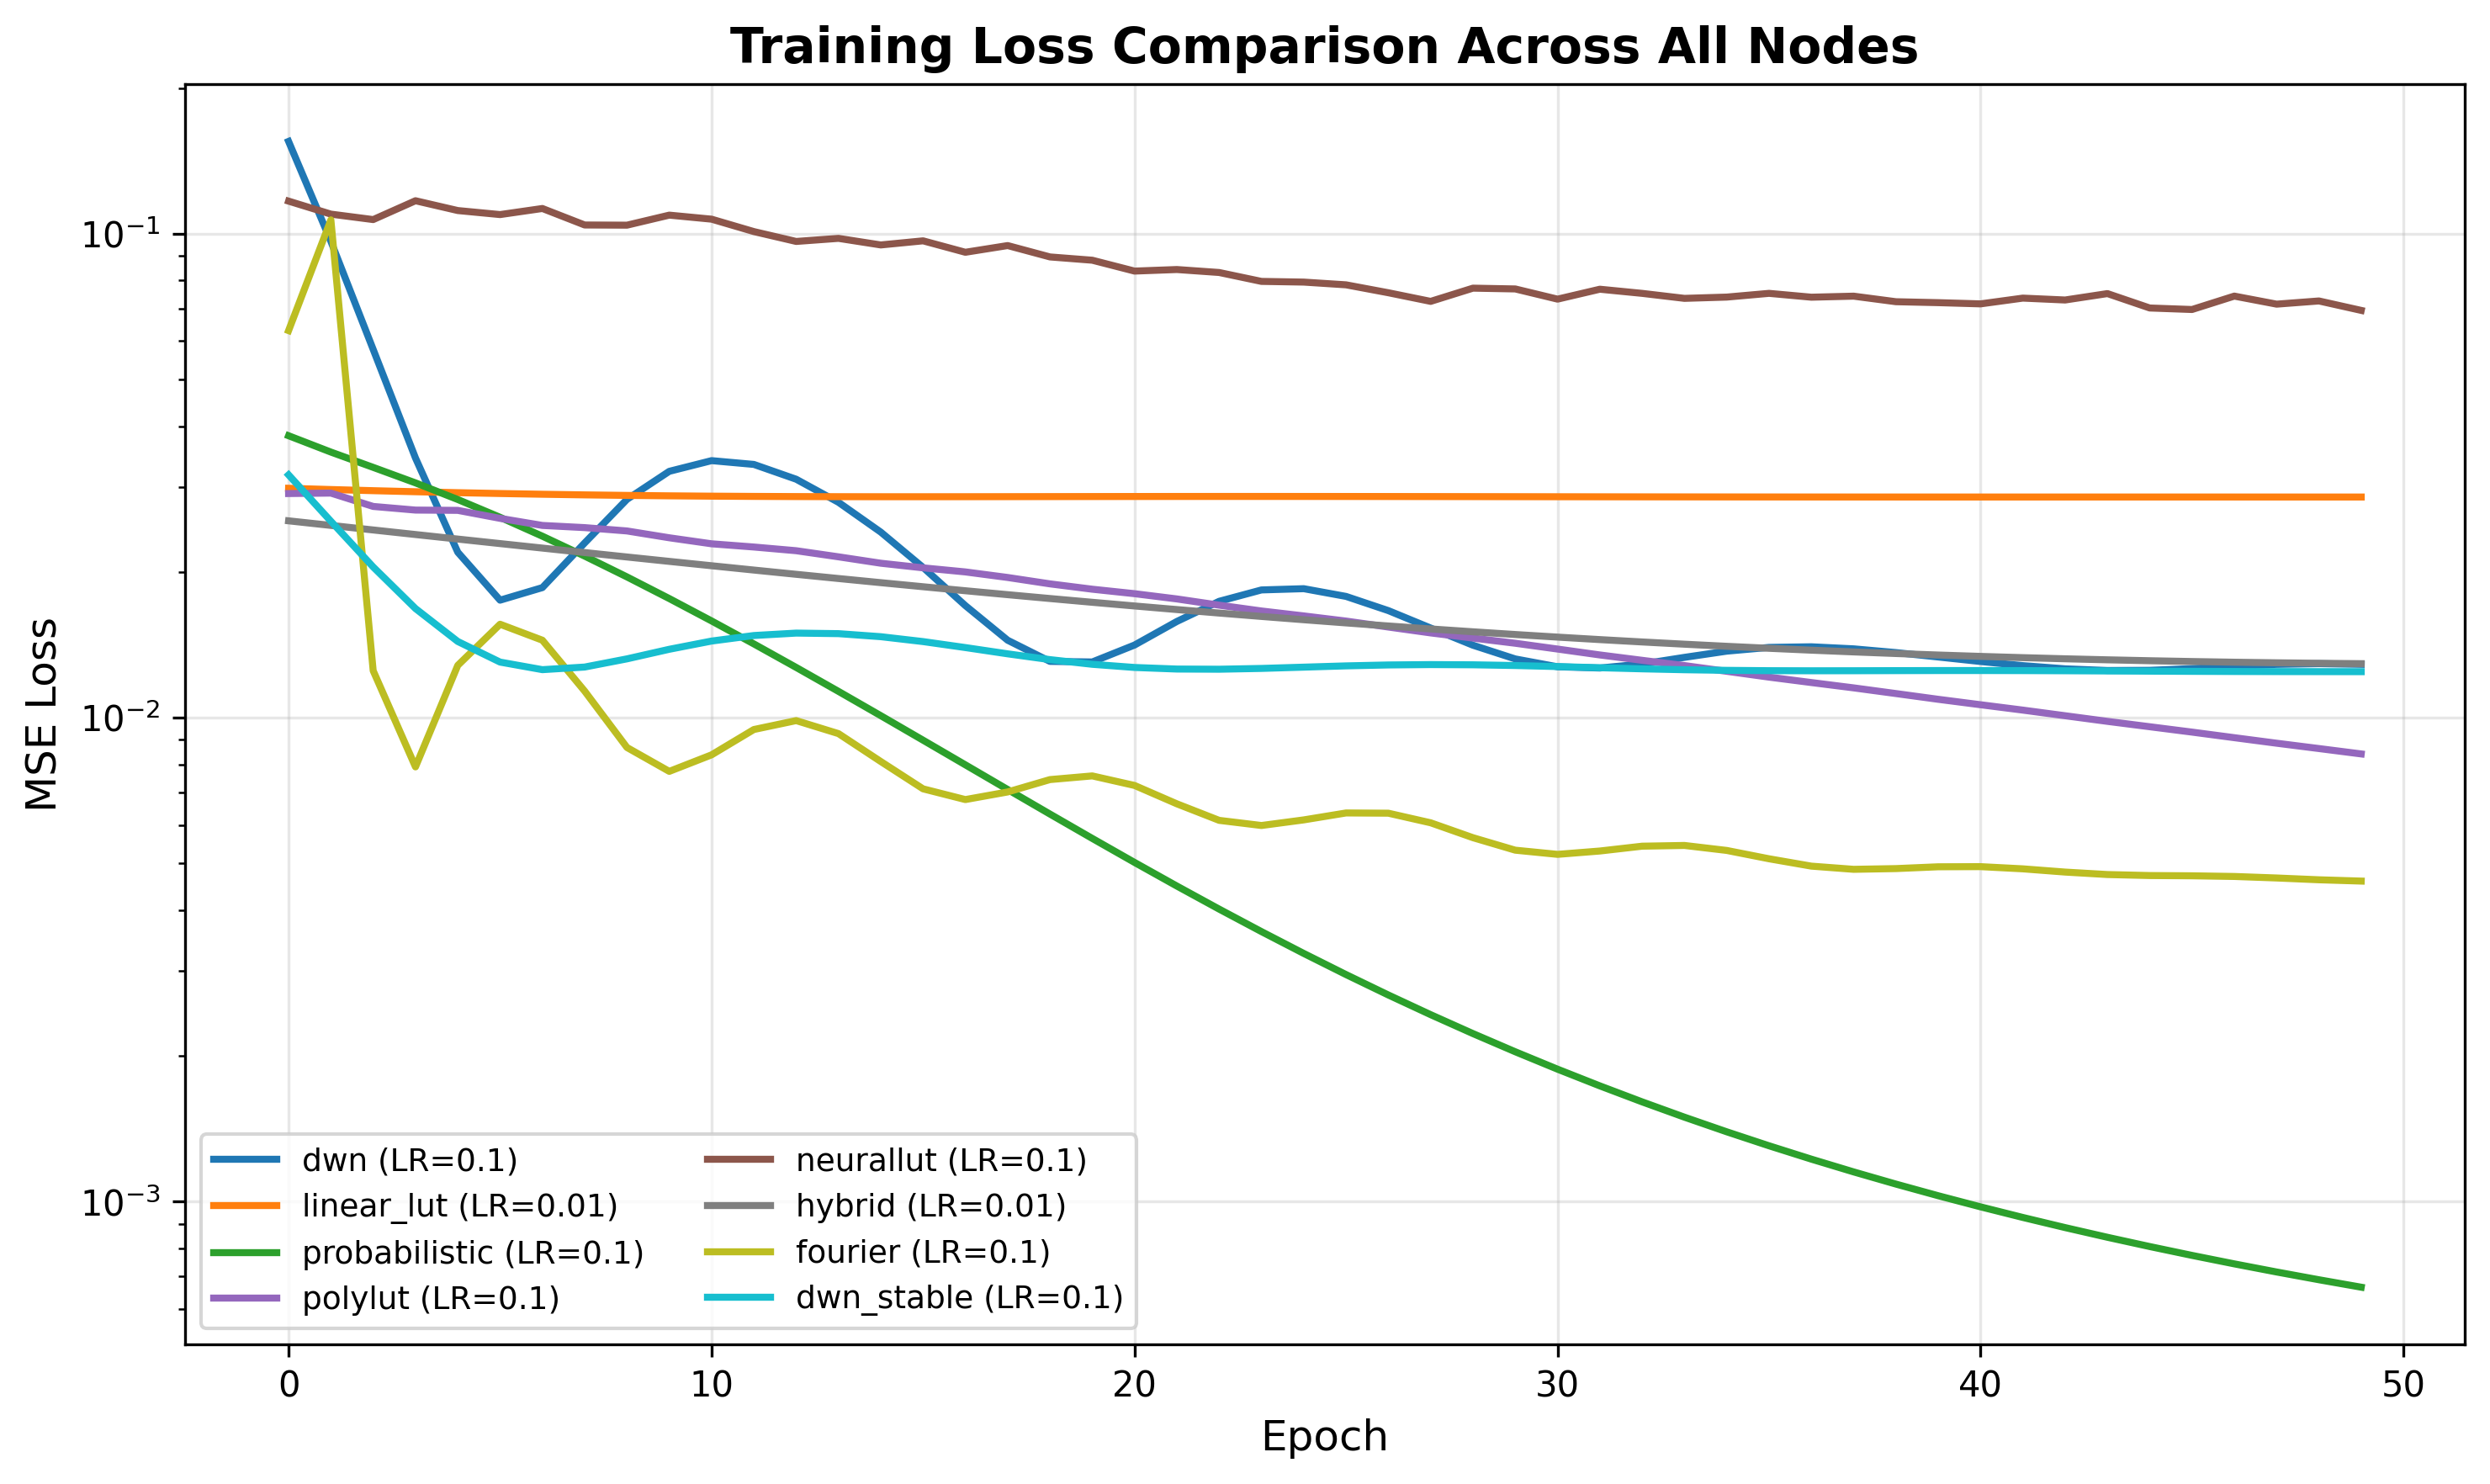 Training Loss Comparison Across All Nodes
MSE Loss
10⁻¹
10⁻²
10⁻³
dwn (LR=0.1)
linear_lut (LR=0.01)
probabilistic (LR=0.1)
polylut (LR=0.1)
neurallut (LR=0.1)
hybrid (LR=0.01)
fourier (LR=0.1)
dwn_stable (LR=0.1)
0 10 20 30 40 50
Epoch